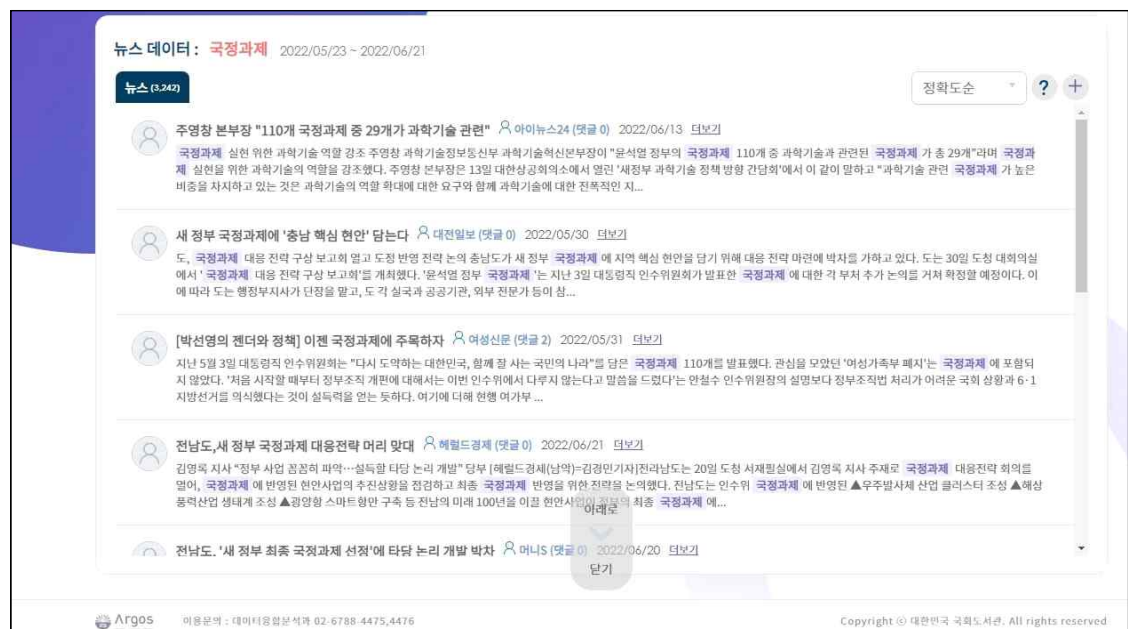 뉴스 데이터 : 국정과제 2022/05/23 ~ 2022/06/21
뉴스 (3,242)
정확도순
?
+
주영창 본부장 "110개 국정과제 중 29개가 과학기술 관련" 아이뉴스24 (댓글 0) 2022/06/13 더보기
국정과제 실현 위한 과학기술 역할 강조 주영창 과학기술정보통신부 과학기술혁신본부장이 "윤석열 정부의 국정과제 110개 중 과학기술과 관련된 국정과제 가 총 29개"라며 국정과
제 실현을 위한 과학기술의 역할을 강조했다. 주영창 본부장은 13일 대한상공회의소에서 열린 '새정부 과학기술 정책 방향 간담회'에서 이 같이 말하고 "과학기술 관련 국정과제 가 높은
비중을 차지하고 있는 것은 과학기술의 역할 확대에 대한 요구와 함께 과학기술에 대한 진폭적인 지...
새 정부 국정과제에 '충남 핵심 현안' 담는다 대전일보 (댓글 0) 2022/05/30 더보기
도, 국정과제 대응 전략 구상 보고회 열고 도정 반영 전략 논의 충남도가 새 정부 국정과제 에 지역 핵심 현안을 담기 위해 대응 전략 마련에 박차를 가하고 있다. 도는 30일 도청 대회의실
에서 ' 국정과제 대응 전략 구상 보고회'를 개최했다. '윤석열 정부 국정과제 '는 지난 3일 대통령직 인수위원회가 발표한 국정과제 에 대한 각 부처 추가 논의를 거쳐 확정할 예정이다. 이
에 따라 도는 행정부지사가 단장을 맡고, 도 각 실국과 공공기관, 외부 전문가 등이 참...
[박선영의 젠더와 정책] 이젠 국정과제에 주목하자 여성신문 (댓글 2) 2022/05/31 더보기
지난 5월 3일 대통령직 인수위원회는 "다시 도약하는 대한민국, 함께 잘 사는 국민의 나라"를 담은 국정과제 110개를 발표했다. 관심을 모았던 '여성가족부 폐지'는 국정과제 에 포함되
지 않았다. '처음 시작할 때부터 정부조직 개편에 대해서는 이번 인수위에서 다루지 않는다고 말씀을 드렸다'는 안철수 인수위원장의 설명보다 정부조직법 처리가 어려운 국회 상황과 6·1
지방선거를 의식했다는 것이 설득력을 얻는 듯하다. 여기에 더해 현행 여가부 ...
전남도,새 정부 국정과제 대응전략 머리 맞대 헤럴드경제 (댓글 0) 2022/06/21 더보기
김영록 지사 "정부 사업 꼼꼼히 파악…설득할 타당 논리 개발" 당부 [헤럴드경제(남악)=김경민기자]전라남도는 20일 도청 서재필실에서 김영록 지사 주재로 국정과제 대응전략 회의를
열어, 국정과제 에 반영된 현안사업의 추진상황을 점검하고 최종 국정과제 반영을 위한 전략을 논의했다. 전남도는 인수위 국정과제 에 반영된 ▲우주발사체 산업 클러스터 조성 ▲해상
풍력산업 생태계 조성 ▲광양항 스마트항만 구축 등 전남의 미래 100년을 이끌 현안사업이 정부의 최종 국정과제 에...
아래로
전남도, '새 정부 최종 국정과제 선정'에 타당 논리 개발 박차 머니S (댓글 0) 2022/06/20 더보기
닫기
Argos 이용문의 : 데이터융합분석과 02-6788-4475,4476
Copyright ⓒ 대한민국 국회도서관. All rights reserved